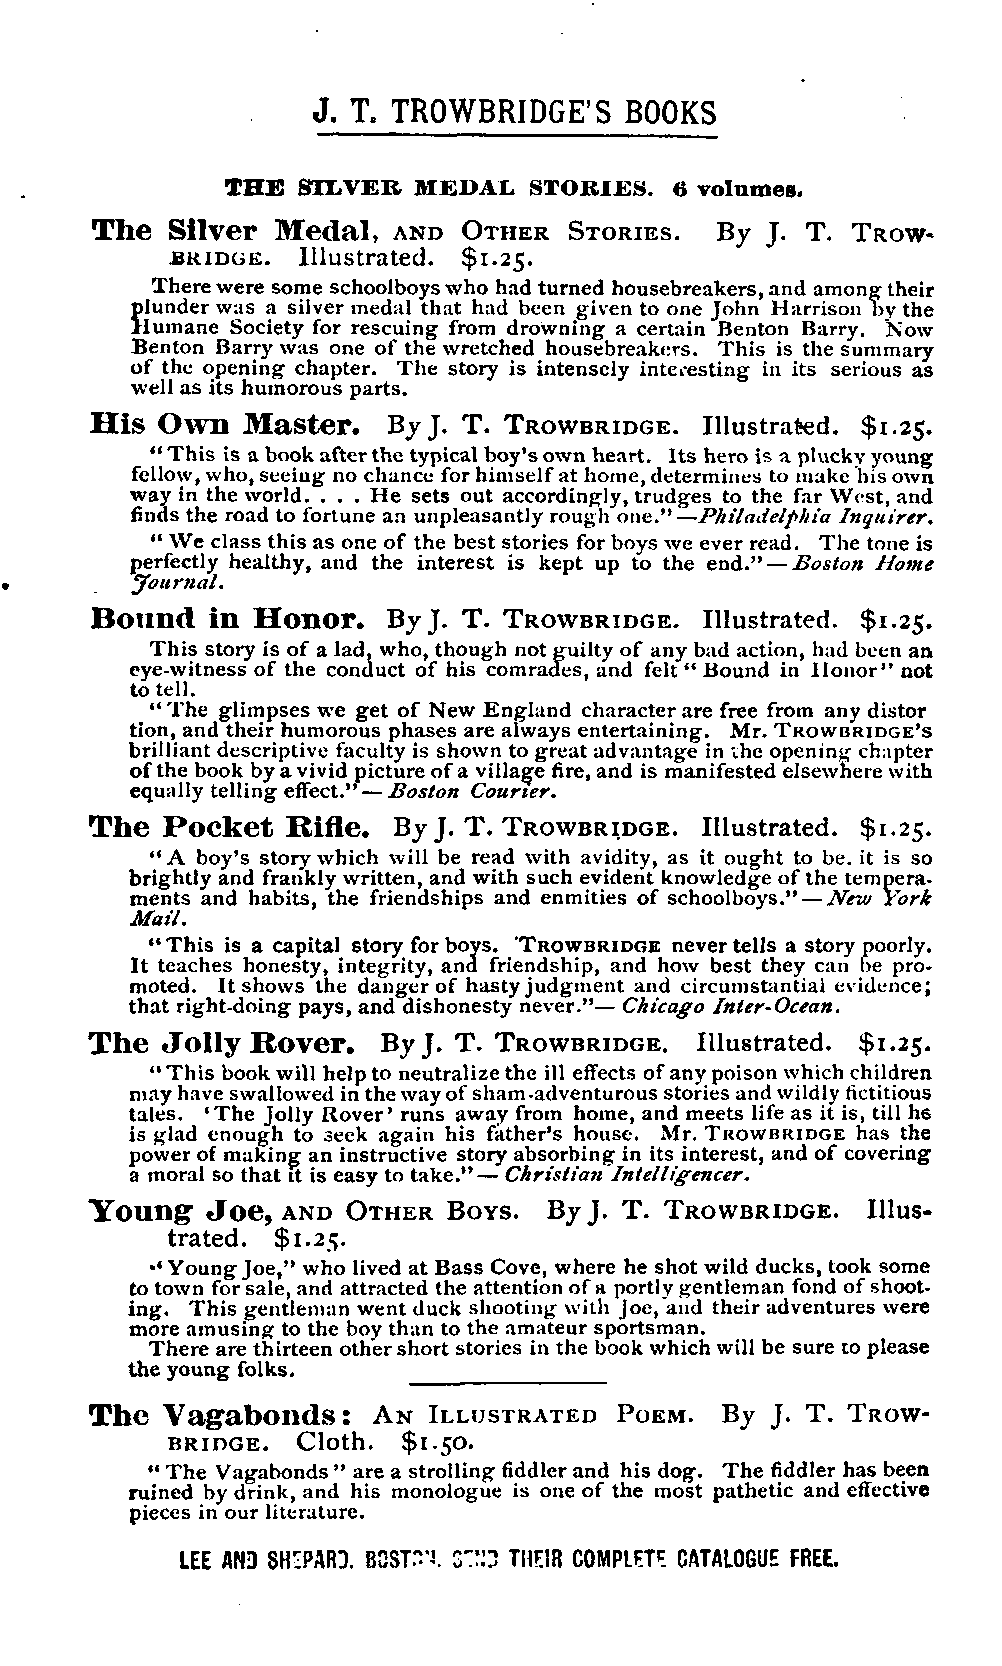 J. T. TROWBRIDGE'S BOOKS
THE SILVER MEDAL STORIES. 6 volumes.
The Silver Medal, AND OTHER STORIES. By J. T. TROW-
BRIDGE. Illustrated. $1.25.
There were some schoolboys who had turned housebreakers, and among their
plunder was a silver medal that had been given to one John Harrison by the
Humane Society for rescuing from drowning a certain Benton Barry. Now
Benton Barry was one of the wretched housebreakers. This is the summary
of the opening chapter. The story is intensely interesting in its serious as
well as its humorous parts.
His Own Master. By J. T. TROWBRIDGE. Illustrated. $1.25.
"This is a book after the typical boy's own heart. Its hero is a plucky young
fellow, who, seeing no chance for himself at home, determines to make his own
way in the world. . . . He sets out accordingly, trudges to the far West, and
finds the road to fortune an unpleasantly rough one."—Philadelphia Inquirer.
"We class this as one of the best stories for boys we ever read. The tone is
perfectly healthy, and the interest is kept up to the end."—Boston Home
Journal.
Bound in Honor. By J. T. TROWBRIDGE. Illustrated. $1.25.
This story is of a lad, who, though not guilty of any bad action, had been an
eye-witness of the conduct of his comrades, and felt "Bound in Honor" not
to tell.
"The glimpses we get of New England character are free from any distor
tion, and their humorous phases are always entertaining. Mr. TROWBRIDGE'S
brilliant descriptive faculty is shown to great advantage in the opening chapter
of the book by a vivid picture of a village fire, and is manifested elsewhere with
equally telling effect."—Boston Courier.
The Pocket Rifle. By J. T. TROWBRIDGE. Illustrated. $1.25.
"A boy's story which will be read with avidity, as it ought to be. it is so
brightly and frankly written, and with such evident knowledge of the tempera-
ments and habits, the friendships and enmities of schoolboys."—New York
Mail.
"This is a capital story for boys. TROWBRIDGE never tells a story poorly.
It teaches honesty, integrity, and friendship, and how best they can be pro-
moted. It shows the danger of hasty judgment and circumstantial evidence;
that right-doing pays, and dishonesty never."—Chicago Inter-Ocean.
The Jolly Rover. By J. T. TROWBRIDGE. Illustrated. $1.25.
"This book will help to neutralize the ill effects of any poison which children
may have swallowed in the way of sham-adventurous stories and wildly fictitious
tales. 'The Jolly Rover' runs away from home, and meets life as it is, till he
is glad enough to seek again his father's house. Mr. TROWBRIDGE has the
power of making an instructive story absorbing in its interest, and of covering
a moral so that it is easy to take."—Christian Intelligencer.
Young Joe, AND OTHER BOYS. By J. T. TROWBRIDGE. Illus-
trated. $1.25.
"Young Joe," who lived at Bass Cove, where he shot wild ducks, took some
to town for sale, and attracted the attention of a portly gentleman fond of shoot-
ing. This gentleman went duck shooting with Joe, and their adventures were
more amusing to the boy than to the amateur sportsman.
There are thirteen other short stories in the book which will be sure to please
the young folks.
The Vagabonds: AN ILLUSTRATED POEM. By J. T. TROW-
BRIDGE. Cloth. $1.50.
"The Vagabonds" are a strolling fiddler and his dog. The fiddler has been
ruined by drink, and his monologue is one of the most pathetic and effective
pieces in our literature.
LEE AND SHEPARD, BOSTON, SEND THEIR COMPLETE CATALOGUE FREE.